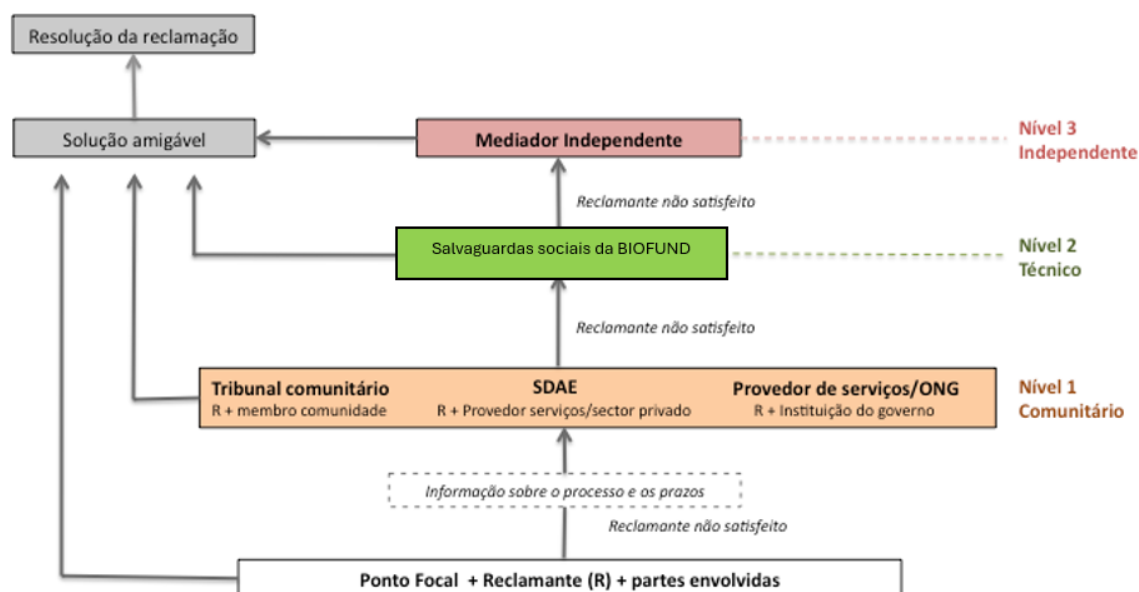 Resolução da reclamação
Solução amigável
Mediador Independente
Nível 3
Independente
Reclamante não satisfeito
Salvaguardas sociais da BIOFUND
Nível 2
Técnico
Reclamante não satisfeito
Tribunal comunitário
R + membro comunidade
SDAE
R + Provedor serviços/sector privado
Provedor de serviços/ONG
R + Instituição do governo
Nível 1
Comunitário
Informação sobre o processo e os prazos
Reclamante não satisfeito
Ponto Focal + Reclamante (R) + partes envolvidas